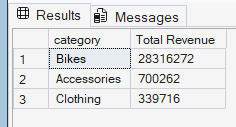 Results Messages
category Total Revenue
1 Bikes 28316272
2 Accessories 700262
3 Clothing 339716